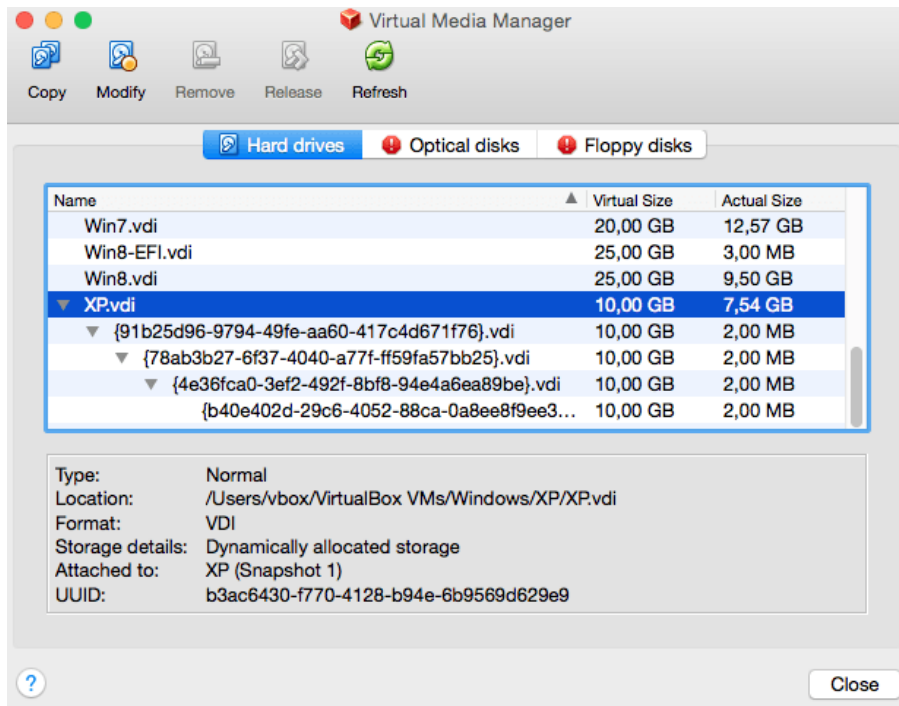 Virtual Media Manager
Copy Modify Remove Release Refresh
Hard drives Optical disks Floppy disks
Name Virtual Size Actual Size
Win7.vdi 20,00 GB 12,57 GB
Win8-EFI.vdi 25,00 GB 3,00 MB
Win8.vdi 25,00 GB 9,50 GB
XP.vdi 10,00 GB 7,54 GB
{91b25d96-9794-49fe-aa60-417c4d671f76}.vdi 10,00 GB 2,00 MB
{78ab3b27-6f37-4040-a77f-ff59fa57bb25}.vdi 10,00 GB 2,00 MB
{4e36fca0-3ef2-492f-8bf8-94e4a6ea89be}.vdi 10,00 GB 2,00 MB
{b40e402d-29c6-4052-88ca-0a8ee8f9ee3... 10,00 GB 2,00 MB
Type: Normal
Location: /Users/vbox/VirtualBox VMs/Windows/XP/XP.vdi
Format: VDI
Storage details: Dynamically allocated storage
Attached to: XP (Snapshot 1)
UUID: b3ac6430-f770-4128-b94e-6b9569d629e9
? Close